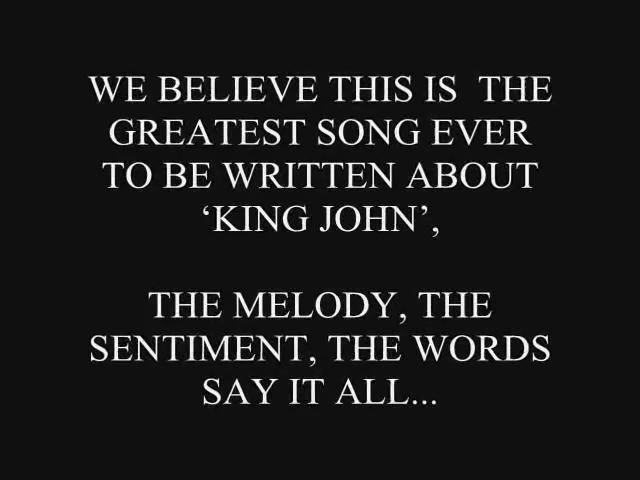 WE BELIEVE THIS IS  THE
GREATEST SONG EVER
TO BE WRITTEN ABOUT
‘KING JOHN’,
THE MELODY, THE
SENTIMENT, THE WORDS
SAY IT ALL...